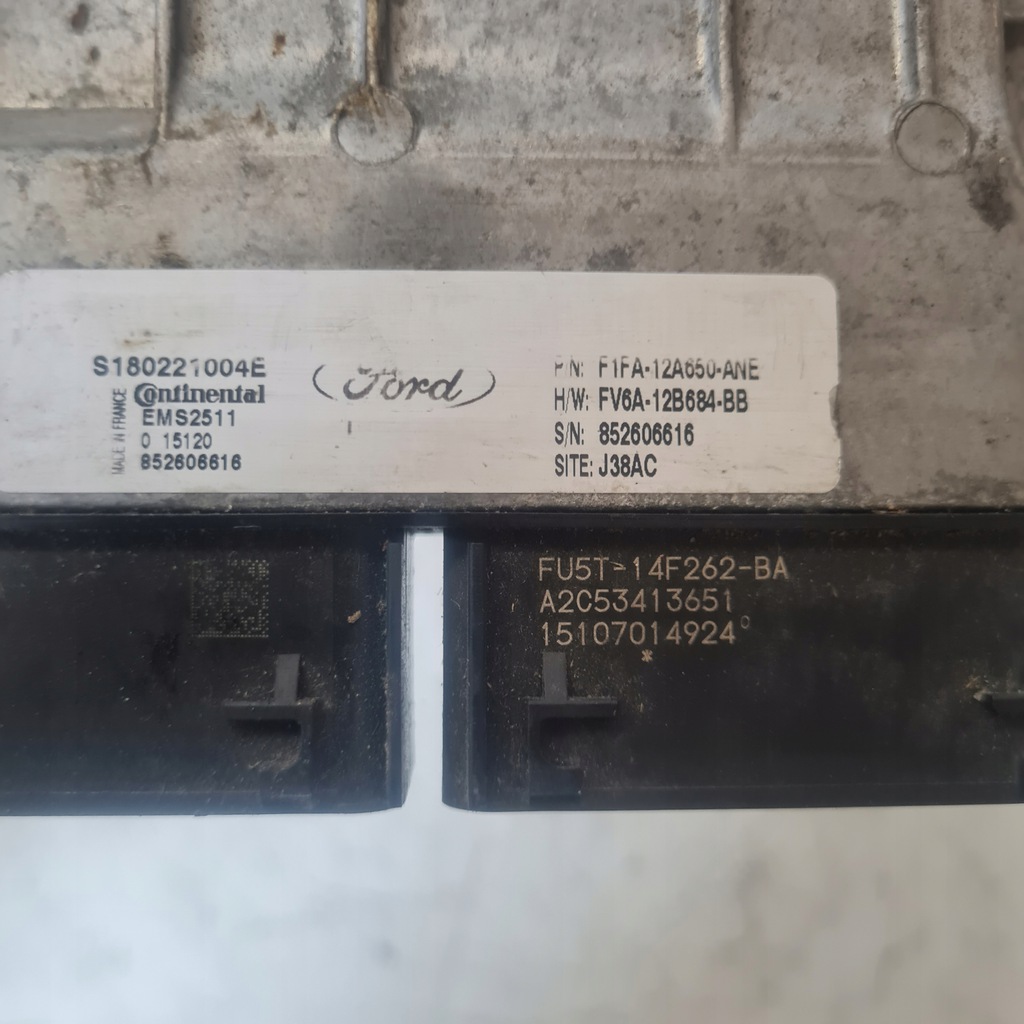 S180221004E
MADE IN FRANCE
Continental
EMS2511
0 15120
852606616
Ford
P/N: F1FA-12A650-ANE
H/W: FV6A-12B684-BB
S/N: 852606616
SITE: J38AC
FU5T-14F262-BA
A2C53413651
15107014924
*